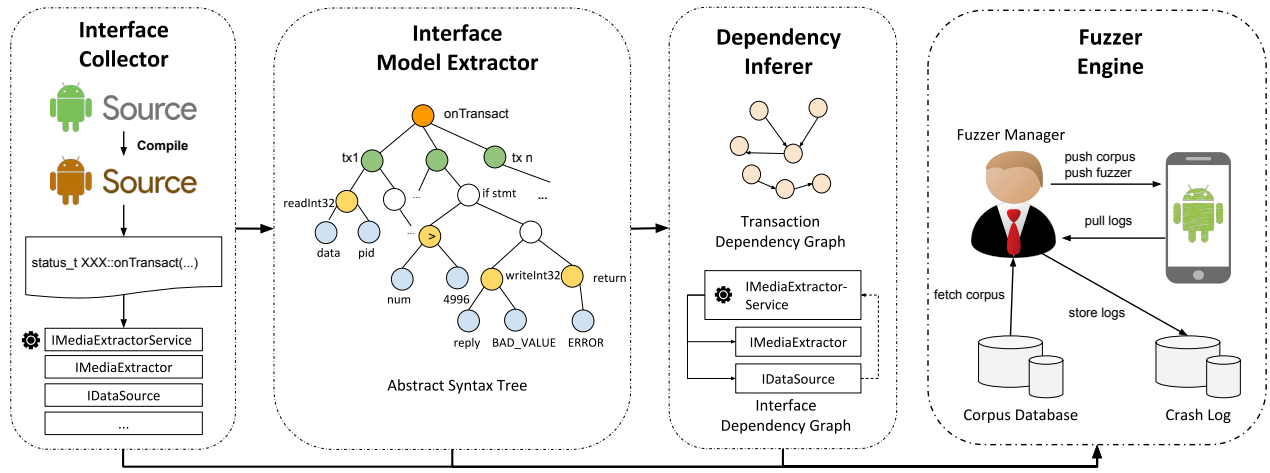 Interface
Collector
Source
Compile
Source
status_t XXX::onTransact(...)
IMediaExtractorService
IMediaExtractor
IDataSource
...
Interface
Model Extractor
onTransact
tx1
tx n
...
readInt32
...
if stmt
data
pid
...
>
num
4996
writeInt32
return
reply
BAD_VALUE
ERROR
Abstract Syntax Tree
Dependency
Inferer
Transaction
Dependency Graph
IMediaExtractor-
Service
IMediaExtractor
IDataSource
Interface
Dependency Graph
Fuzzer
Engine
Fuzzer Manager
push corpus
push fuzzer
pull logs
fetch corpus
store logs
Corpus Database
Crash Log